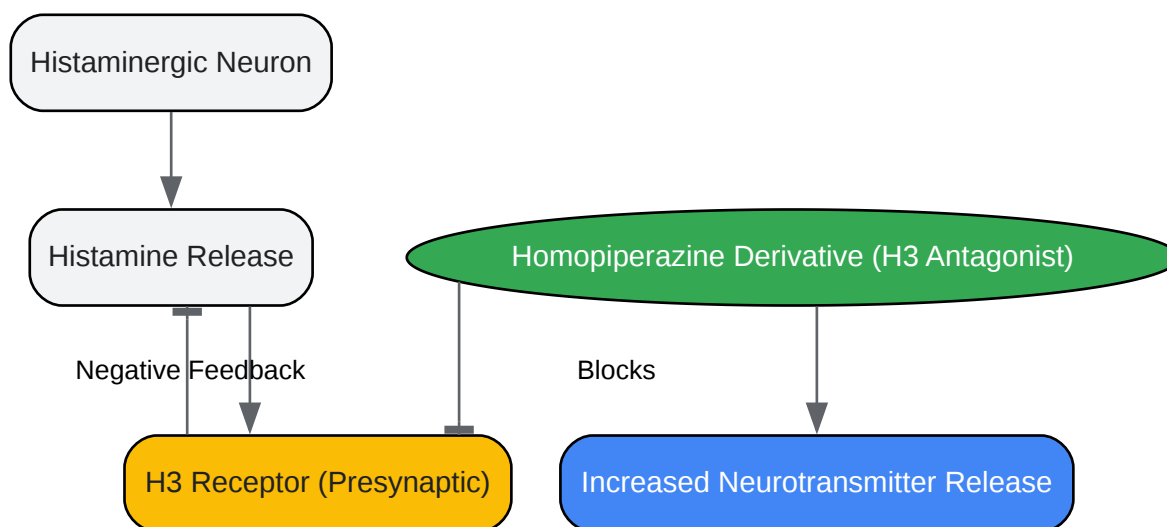 Histaminergic Neuron
Histamine Release
Homopiperazine Derivative (H3 Antagonist)
Negative Feedback
Blocks
H3 Receptor (Presynaptic)
Increased Neurotransmitter Release